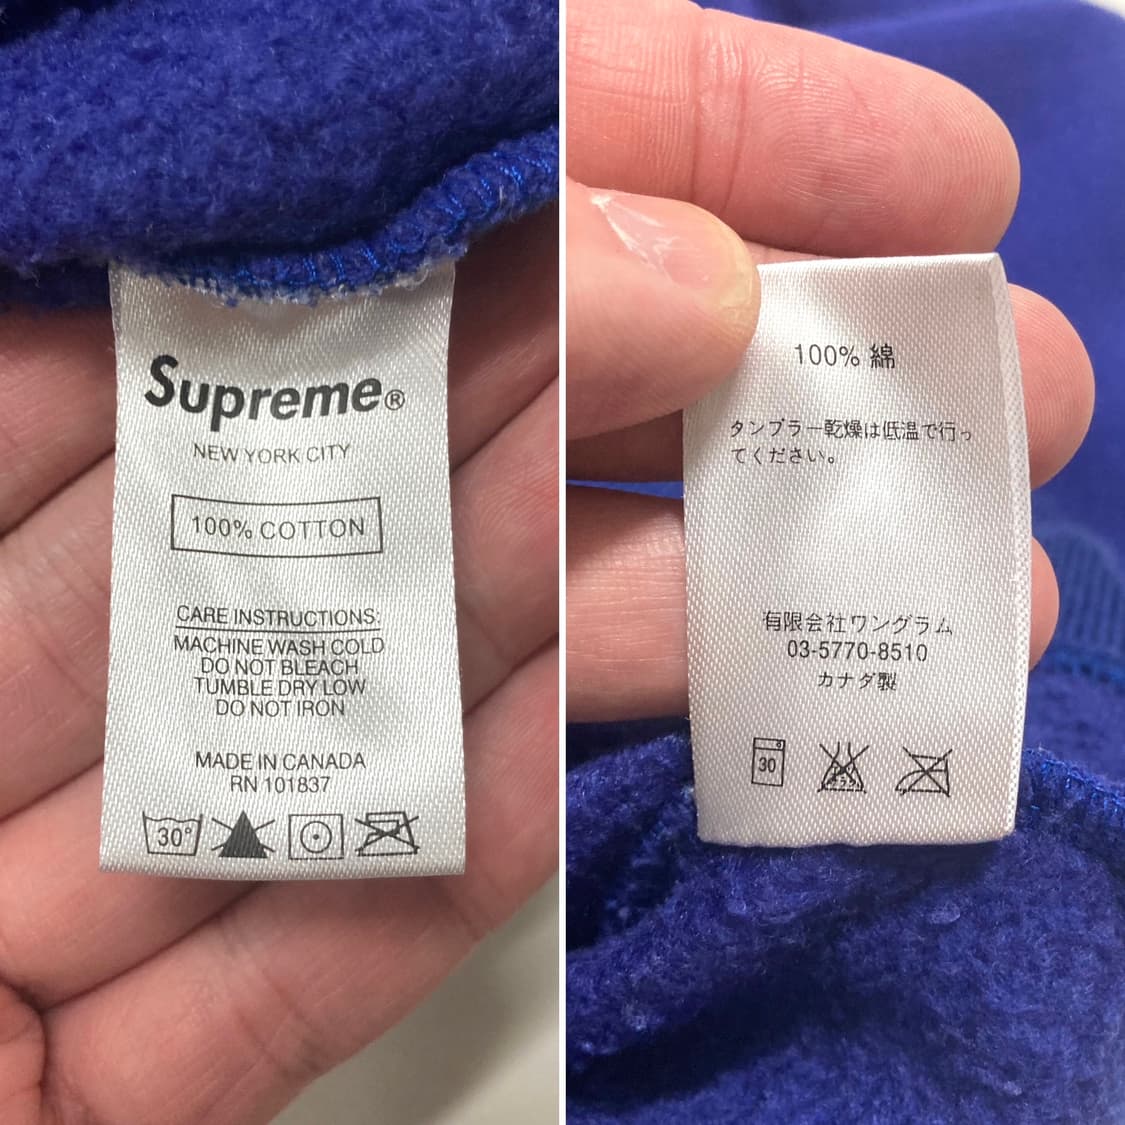 Supreme®
NEW YORK CITY
100% COTTON
CARE INSTRUCTIONS:
MACHINE WASH COLD
DO NOT BLEACH
TUMBLE DRY LOW
DO NOT IRON
MADE IN CANADA
RN 101837
30°
100% 綿
タンブラー乾燥は低温で行っ
てください。
有限会社ワングラム
03-5770-8510
カナダ製
30